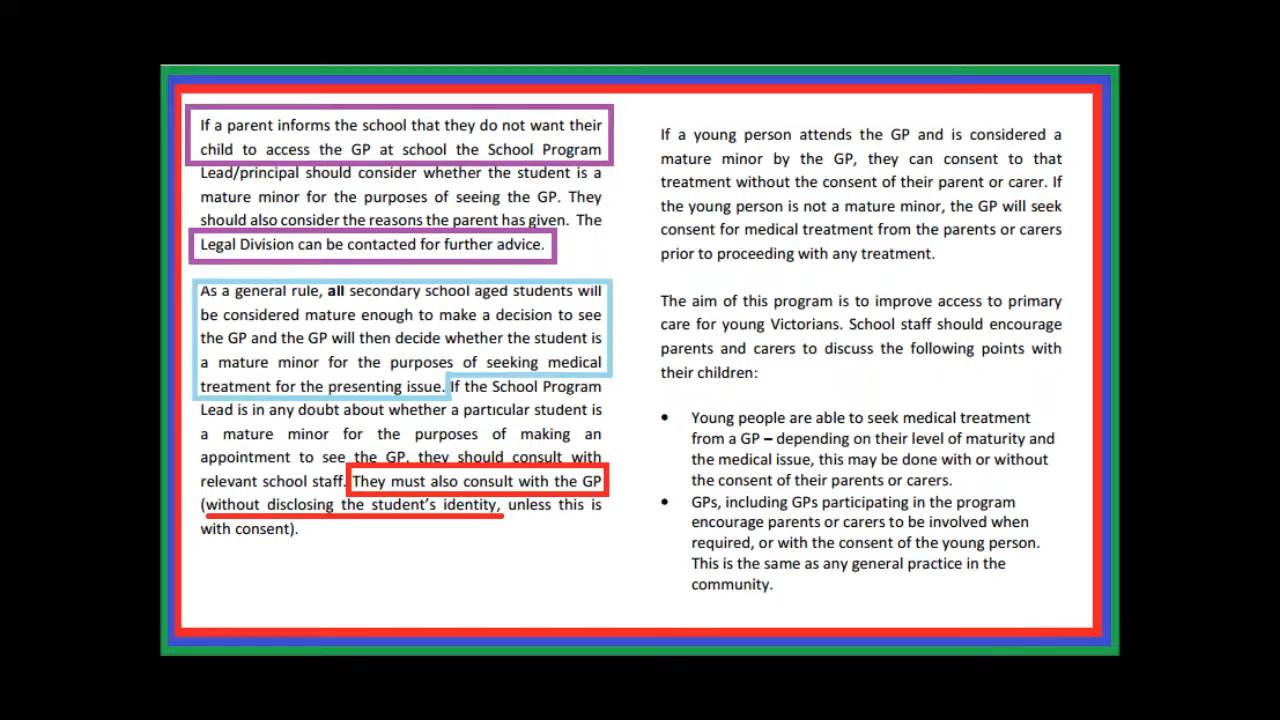 If a parent informs the school that they do not want their
child to access the GP at school the School Program
Lead/principal should consider whether the student is a
mature minor for the purposes of seeing the GP. They
should also consider the reasons the parent has given. The
Legal Division can be contacted for further advice.
As a general rule, all secondary school aged students will
be considered mature enough to make a decision to see
the GP and the GP will then decide whether the student is
a mature minor for the purposes of seeking medical
treatment for the presenting issue. If the School Program
Lead is in any doubt about whether a particular student is
a mature minor for the purposes of making an
appointment to see the GP, they should consult with
relevant school staff. They must also consult with the GP
(without disclosing the student's identity, unless this is
with consent).
If a young person attends the GP and is considered a
mature minor by the GP, they can consent to that
treatment without the consent of their parent or carer. If
the young person is not a mature minor, the GP will seek
consent for medical treatment from the parents or carers
prior to proceeding with any treatment.
The aim of this program is to improve access to primary
care for young Victorians. School staff should encourage
parents and carers to discuss the following points with
their children:
• Young people are able to seek medical treatment
from a GP – depending on their level of maturity and
the medical issue, this may be done with or without
the consent of their parents or carers.
• GPs, including GPs participating in the program
encourage parents or carers to be involved when
required, or with the consent of the young person.
This is the same as any general practice in the
community.